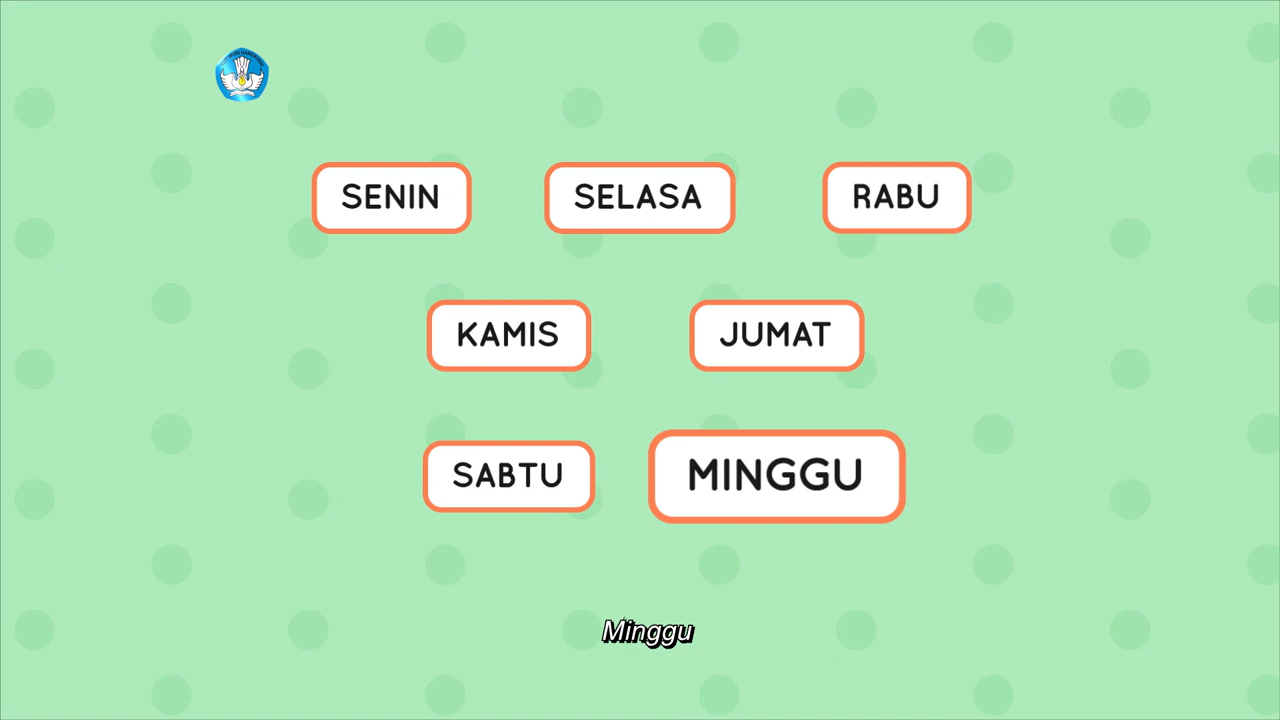 SENIN SELASA RABU
KAMIS JUMAT
SABTU MINGGU
Minggu